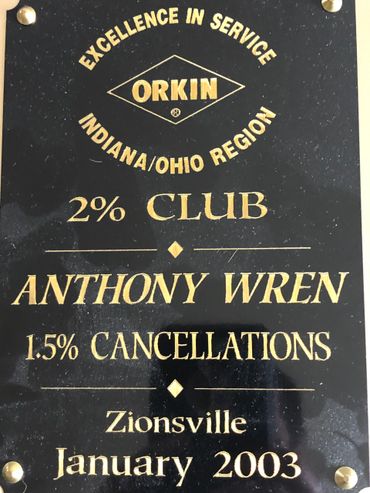 EXCELLENCE IN SERVICE
ORKIN
®
INDIANA/OHIO REGION
2% CLUB
ANTHONY WREN
1.5% CANCELLATIONS
Zionsville
January 2003